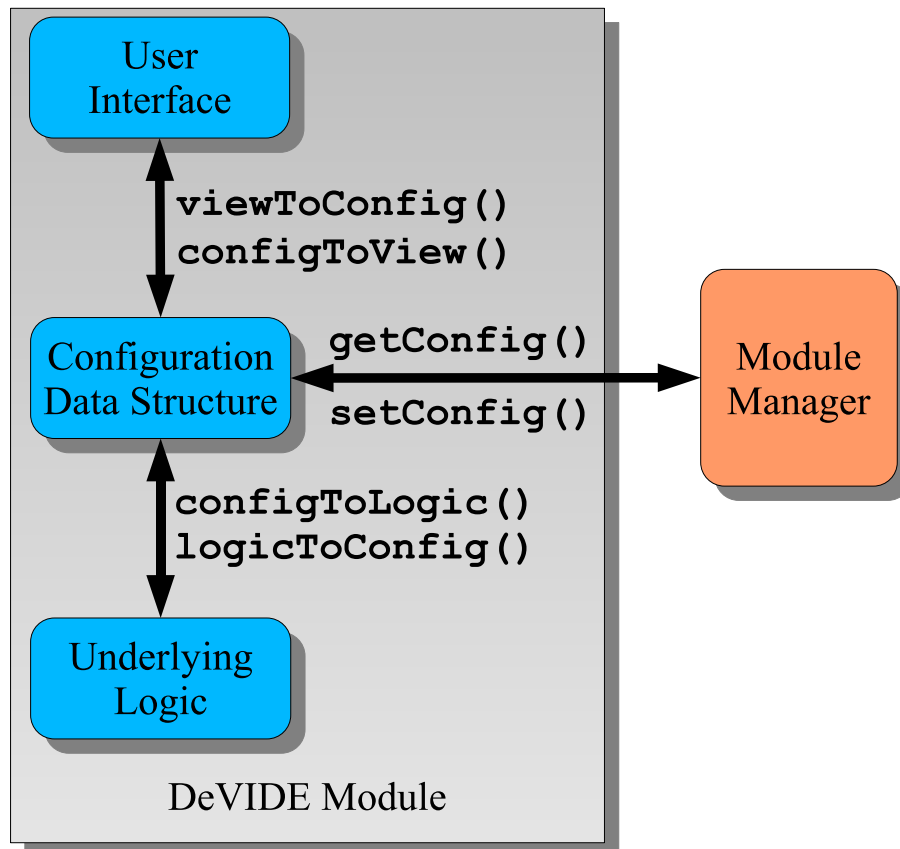 User
Interface
viewToConfig()
configToView()
Configuration
Data Structure
getConfig()
setConfig()
Module
Manager
configToLogic()
logicToConfig()
Underlying
Logic
DeVIDE Module